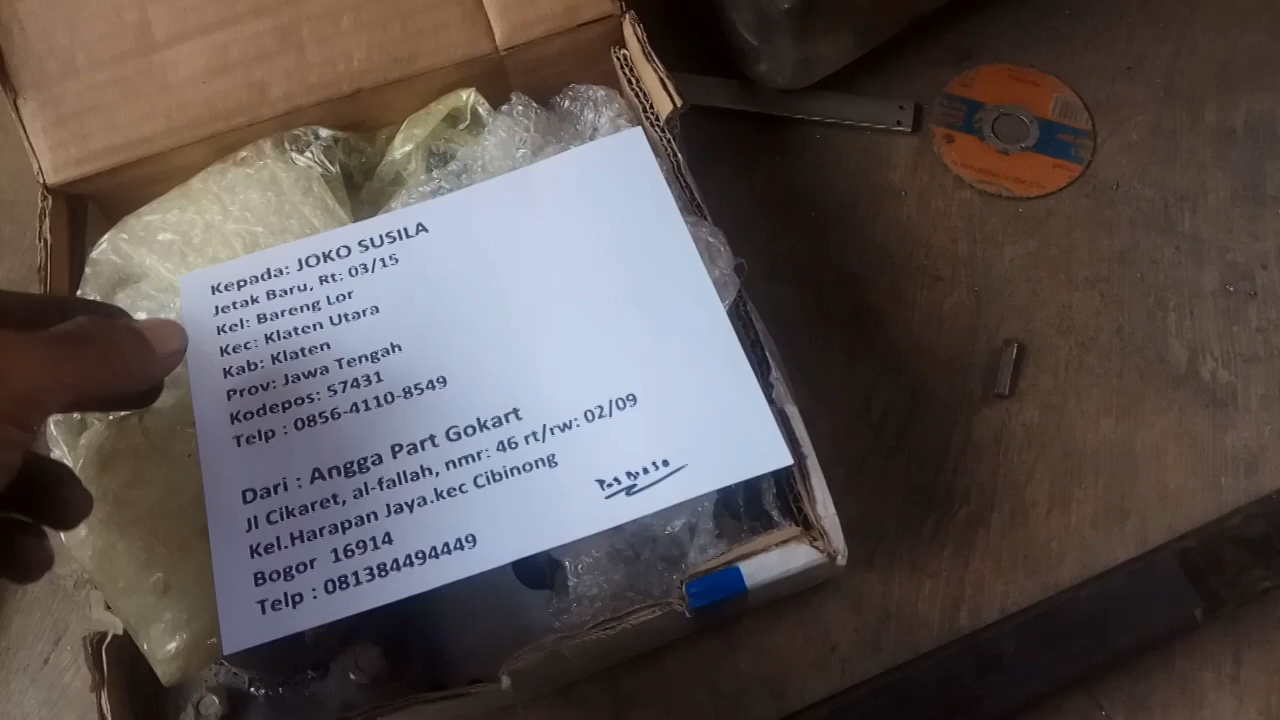 Kepada: JOKO SUSILA
Jetak Baru, Rt: 03/15
Kel: Bareng Lor
Kec: Klaten Utara
Kab: Klaten
Prov: Jawa Tengah
Kodepos: 57431
Telp : 0856-4110-8549
Dari : Angga Part Gokart
Jl Cikaret, al-fallah, nmr: 46 rt/rw: 02/09
Kel.Harapan Jaya.kec Cibinong
Bogor 16914
Telp : 081384494449